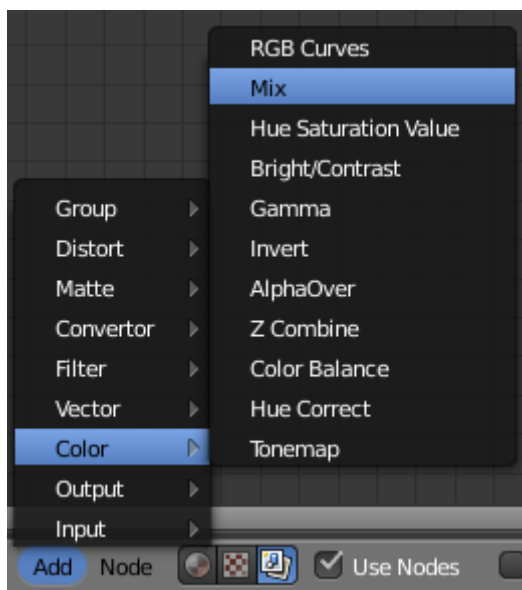 RGB Curves
Mix
Hue Saturation Value
Bright/Contrast
Gamma
Invert
AlphaOver
Z Combine
Color Balance
Hue Correct
Tonemap
Group
Distort
Matte
Convertor
Filter
Vector
Color
Output
Input
Add Node Use Nodes